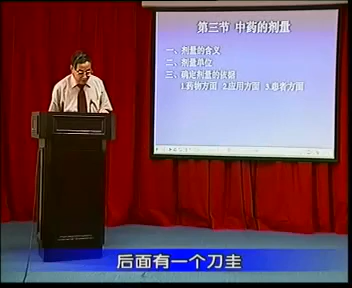 第三节 中药的剂量
一、剂量的含义
二、剂量单位
三、确定剂量的依据
1.药物方面 2.应用方面 3.患者方面
后面有一个刀圭